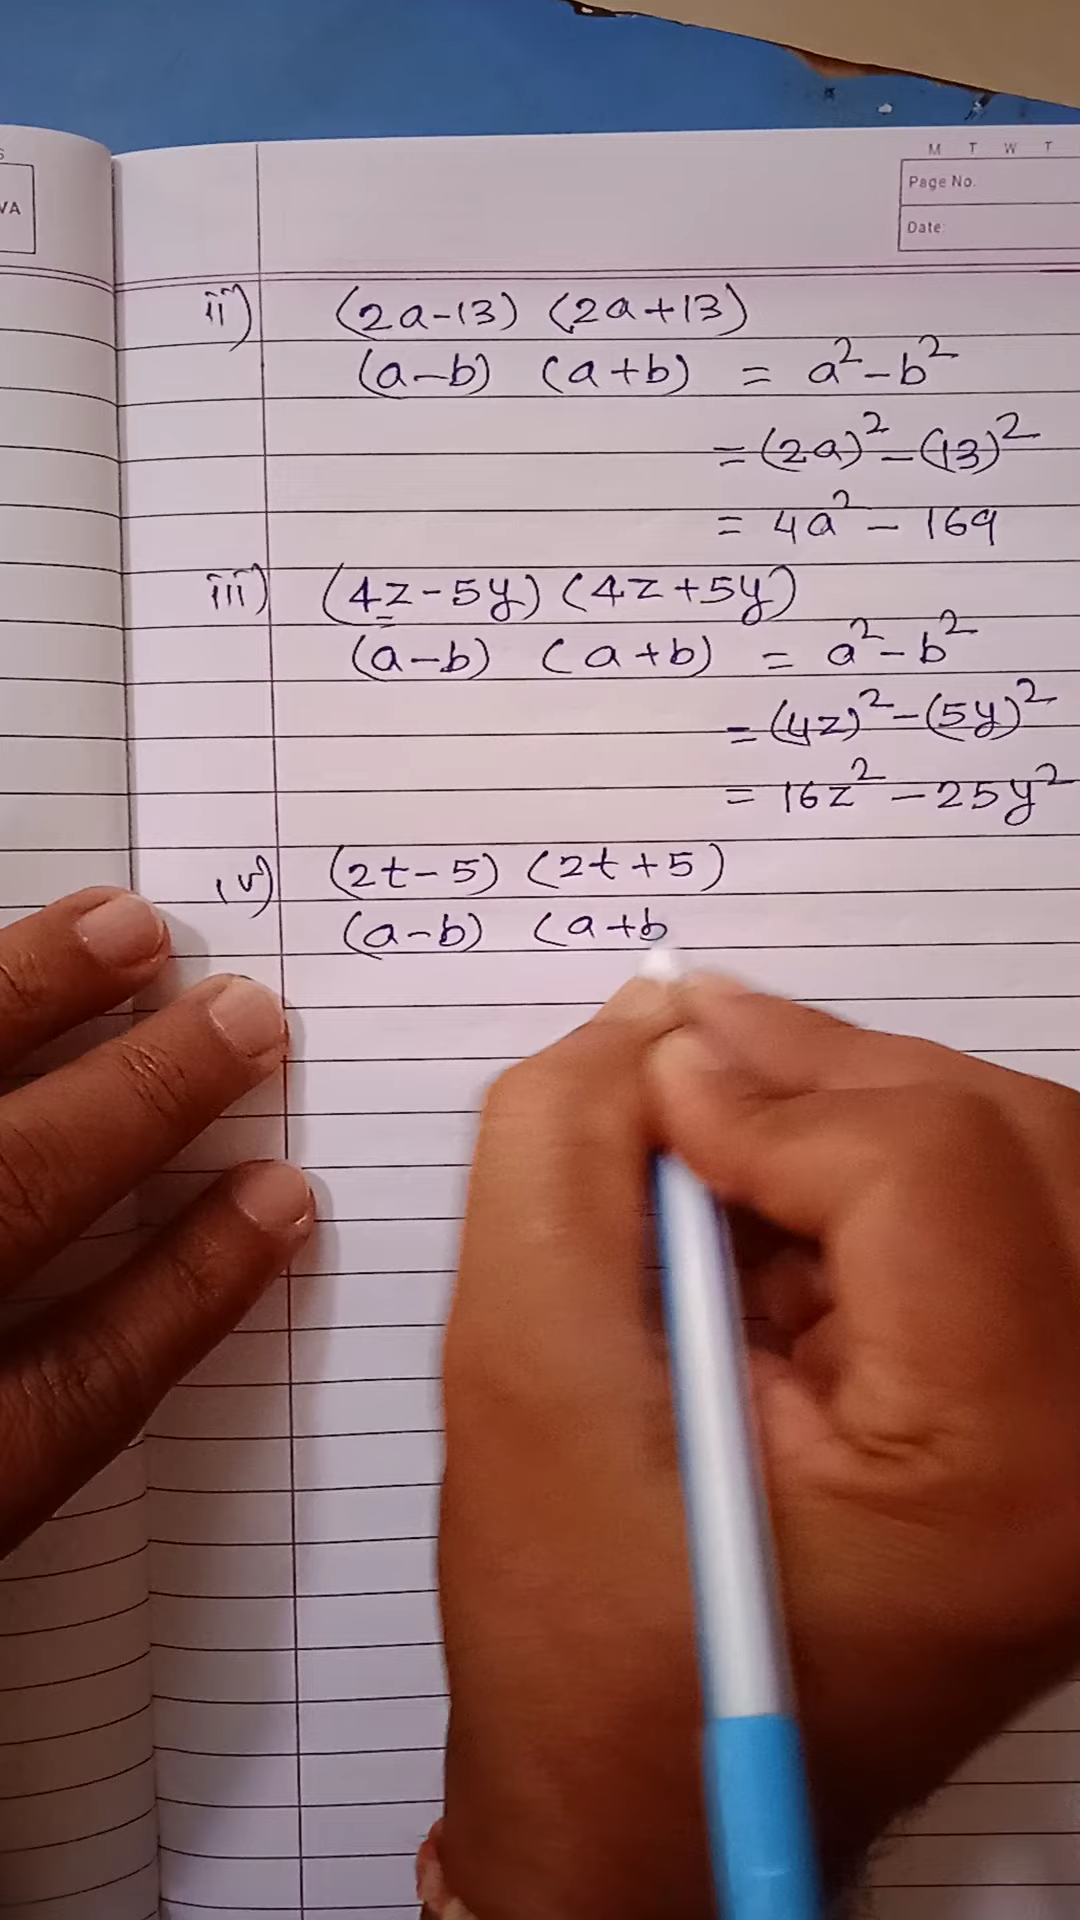 S
VA
M T W T
Page No.
Date:
ii) (2a-13) (2a+13)
(a-b) (a+b) = a²-b²
= (2a)² - (13)²
= 4a² - 169
iii) (4z-5y) (4z+5y)
(a-b) (a+b) = a²-b²
= (4z)² - (5y)²
= 16z² - 25y²
iv) (2t-5) (2t+5)
(a-b) (a+b